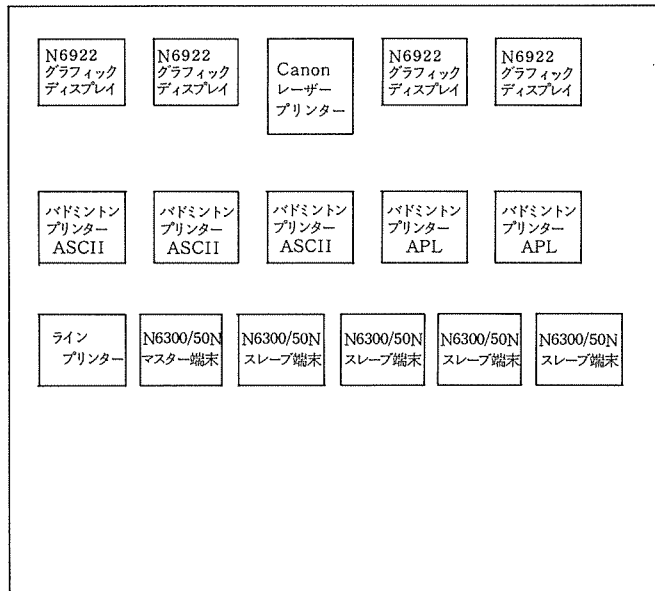 N6922
グラフィック
ディスプレイ
N6922
グラフィック
ディスプレイ
Canon
レーザー
プリンター
N6922
グラフィック
ディスプレイ
N6922
グラフィック
ディスプレイ
バドミントン
プリンター
ASCII
バドミントン
プリンター
ASCII
バドミントン
プリンター
ASCII
バドミントン
プリンター
APL
バドミントン
プリンター
APL
ライン
プリンター
N6300/50N
マスター端末
N6300/50N
スレーブ端末
N6300/50N
スレーブ端末
N6300/50N
スレーブ端末
N6300/50N
スレーブ端末